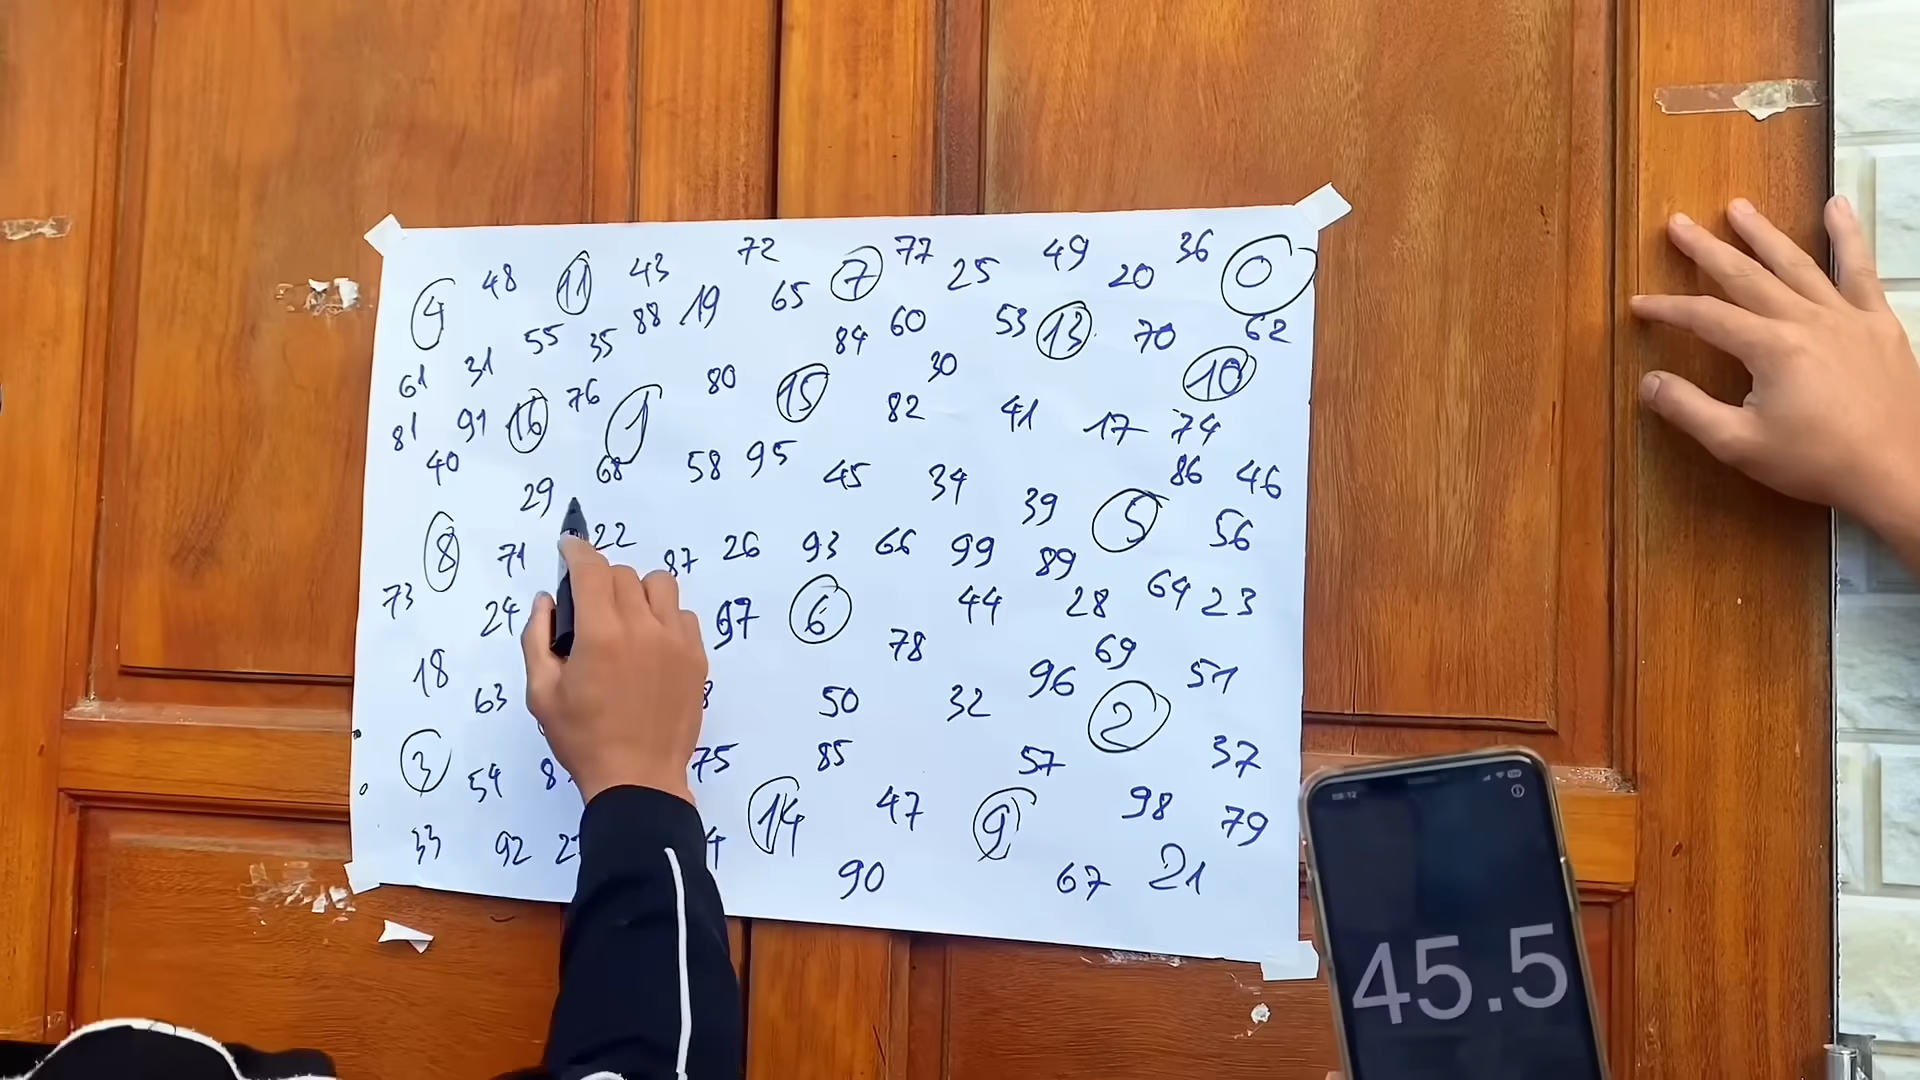 72 77 49 36
48 11 43 7 25 20 0
4 88 19 65
55 35 84 60 53 13 70 62
61 31 80 15 30 10
81 91 16 76 1 82 41 17 74
40 68 58 95 45 34 86 46
29 39 5 56
8 71 22 87 26 93 66 99 89
73 24 97 6 44 28 64 23
18 78 69
63 50 32 96 51
3 2
54 75 85 57 37
14 47 9 98 79
33 92
90 67 21
45.5